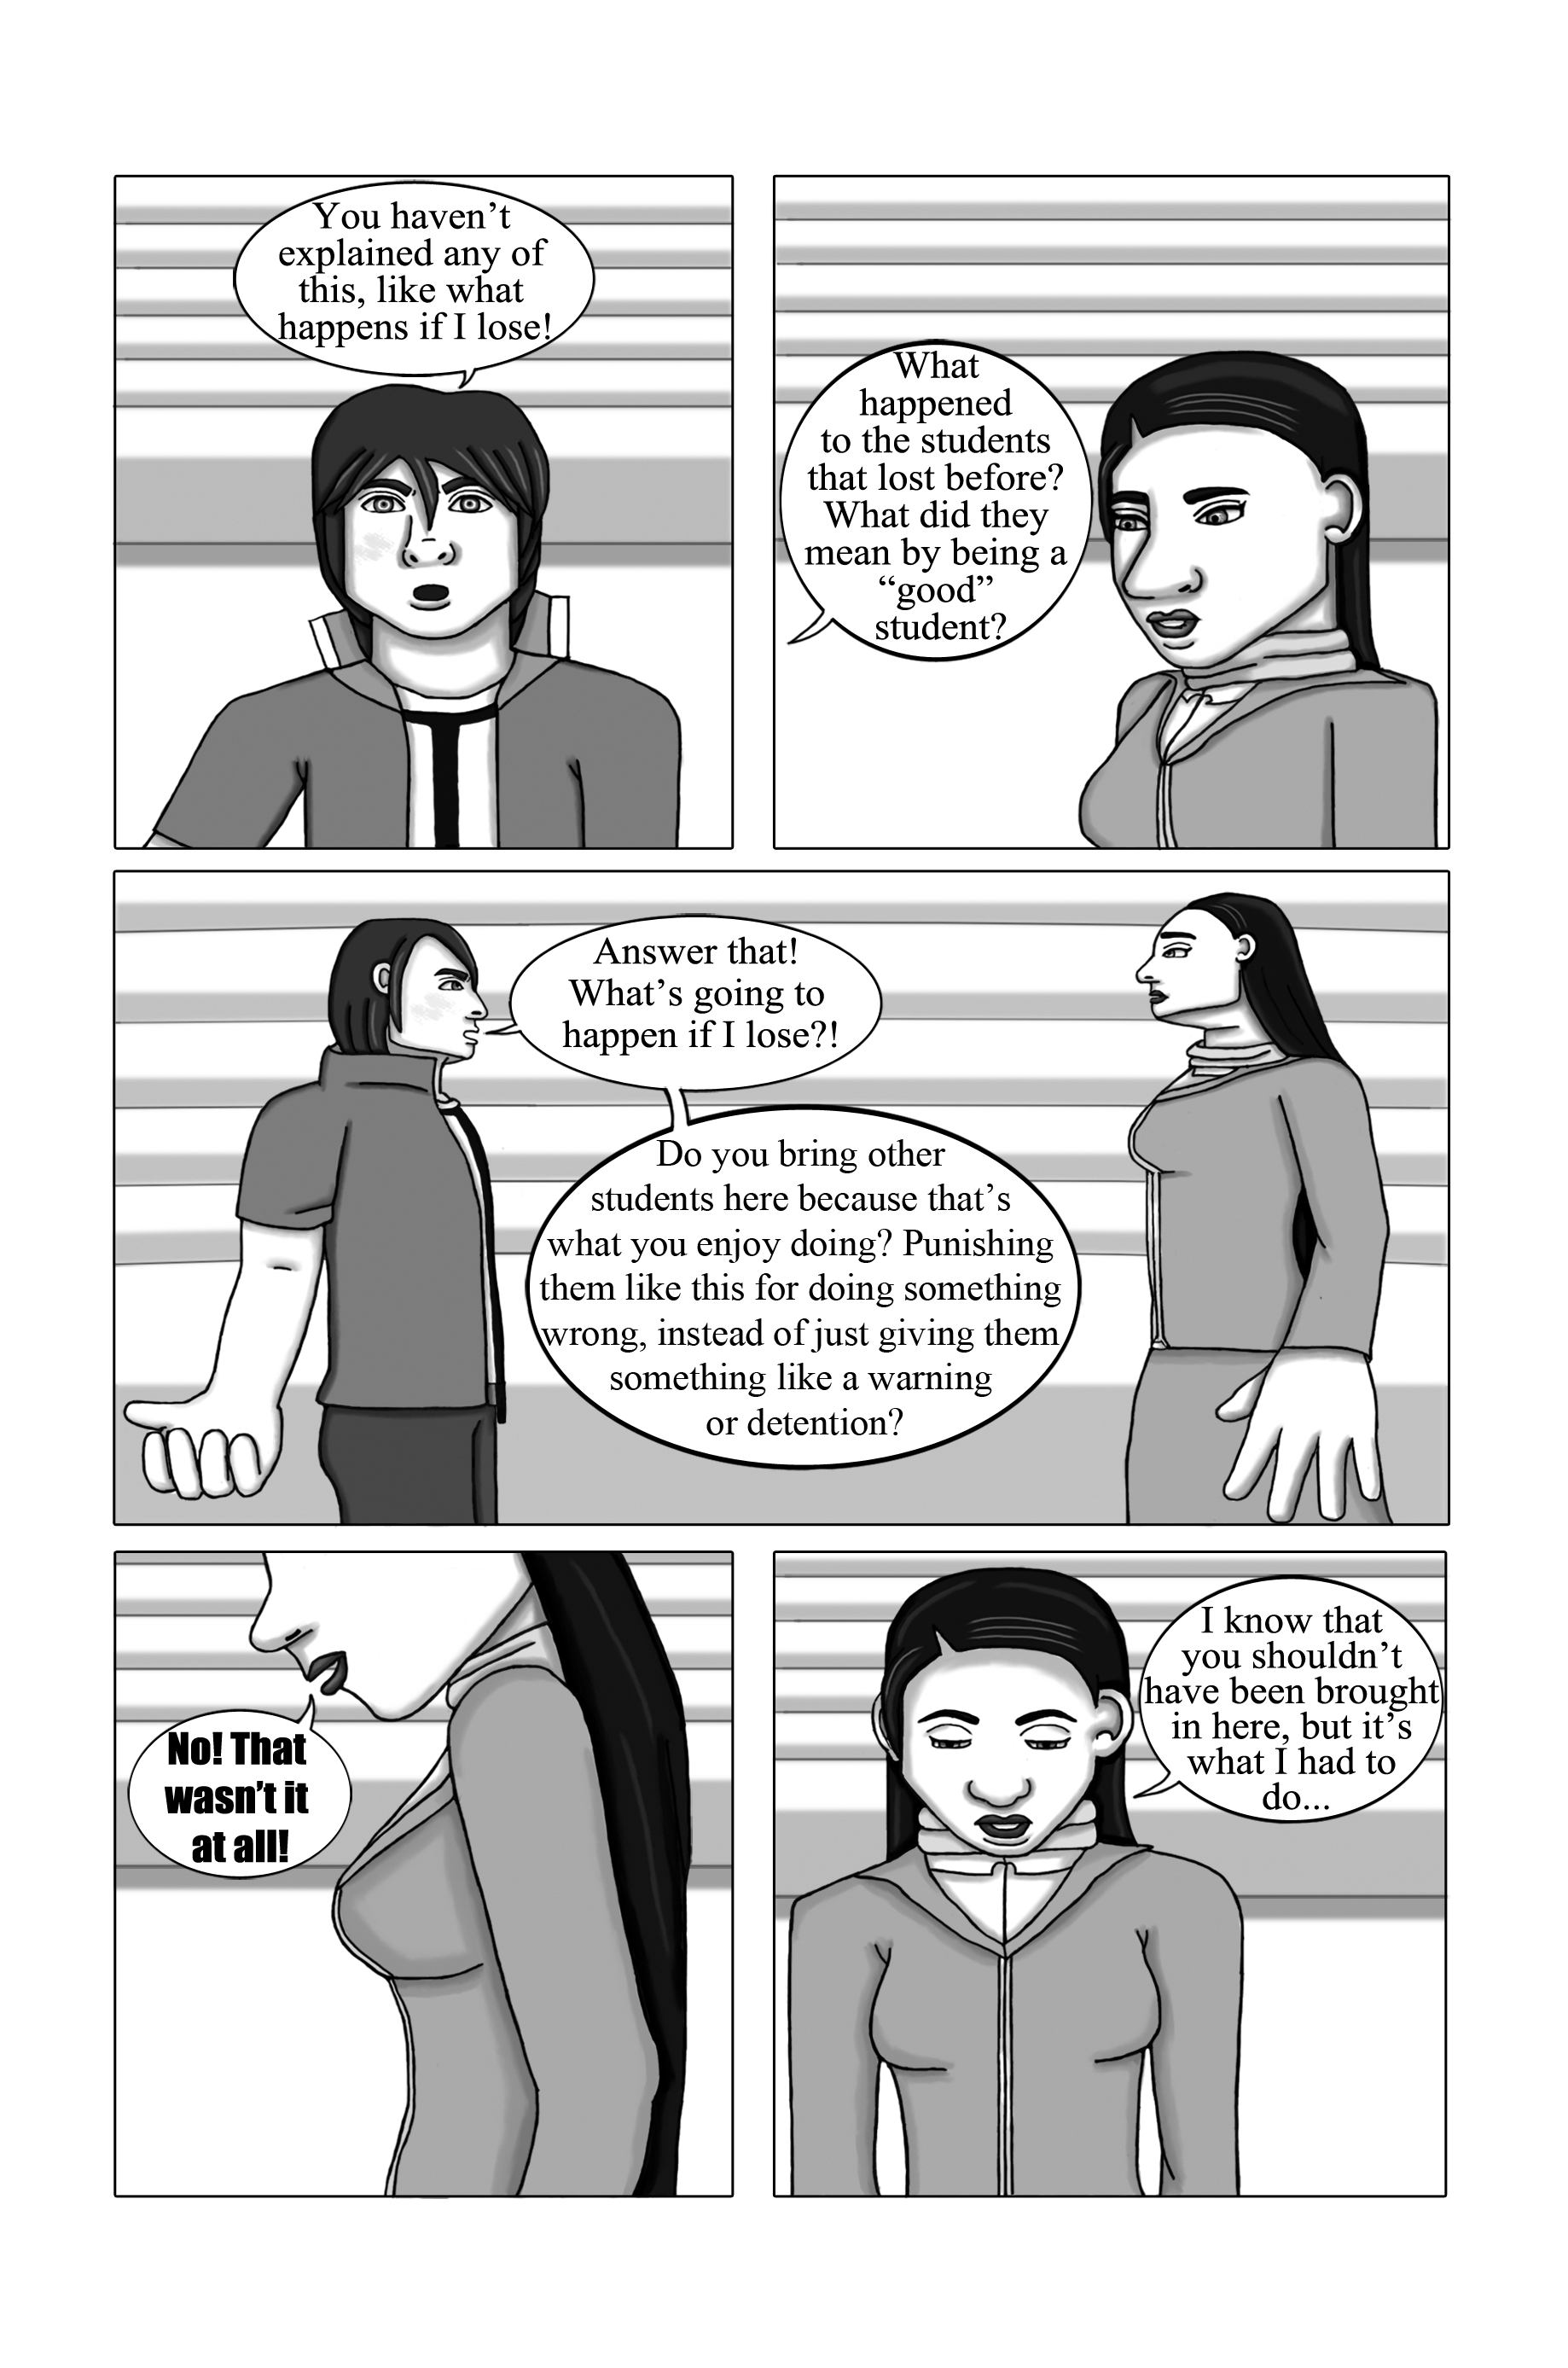 You haven’t
explained any of
this, like what
happens if I lose!
What
happened
to the students
that lost before?
What did they
mean by being a
“good”
student?
Answer that!
What’s going to
happen if I lose?!
Do you bring other
students here because that’s
what you enjoy doing? Punishing
them like this for doing something
wrong, instead of just giving them
something like a warning
or detention?
No! That
wasn’t it
at all!
I know that
you shouldn’t
have been brought
in here, but it’s
what I had to
do...